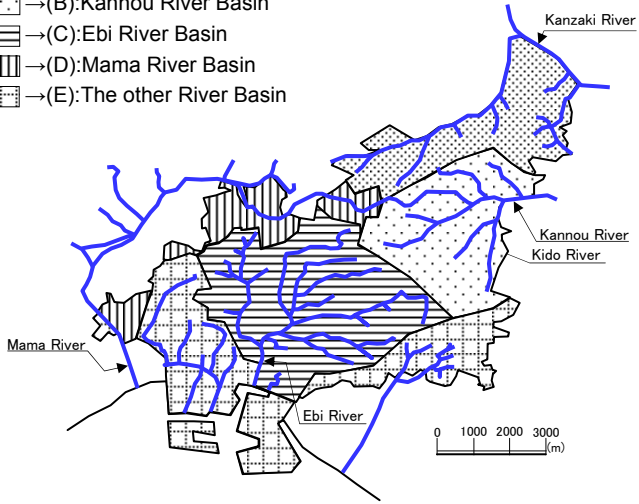 →(B):Kannou River Basin
→(C):Ebi River Basin
→(D):Mama River Basin
→(E):The other River Basin
Kanzaki River
Kannou River
Kido River
Mama River
Ebi River
0 1000 2000 3000
(m)